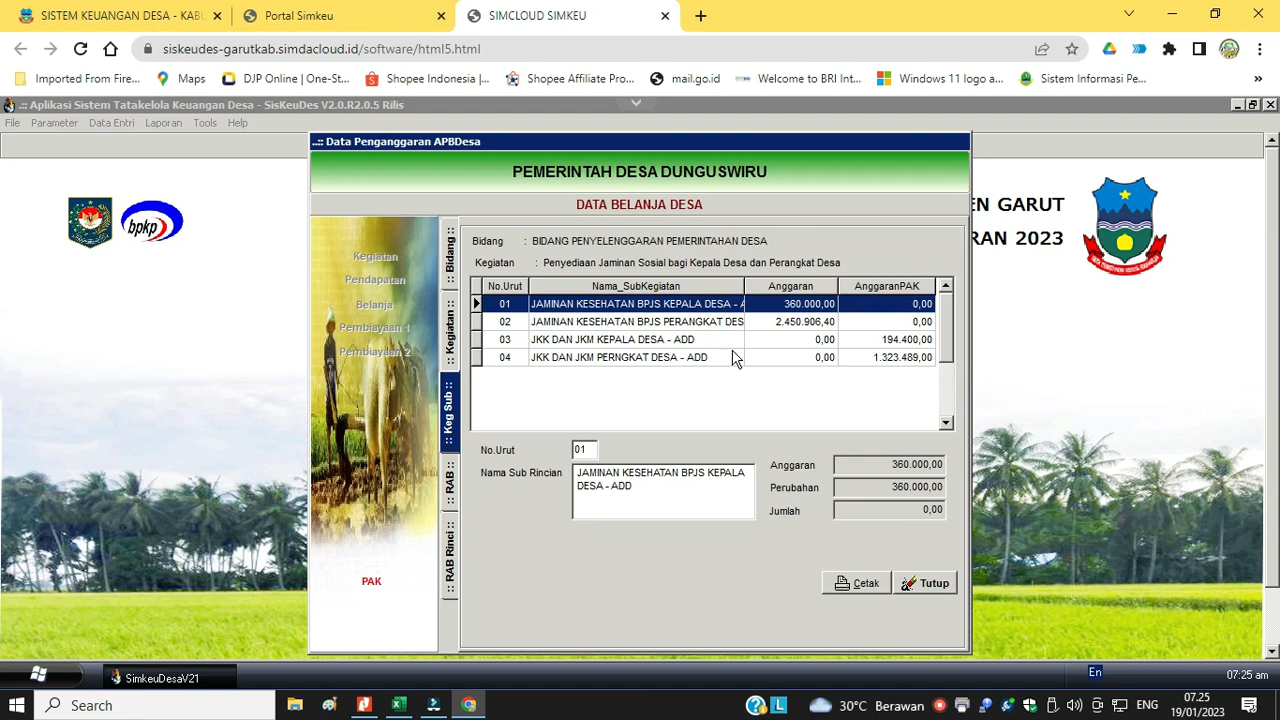 SISTEM KEUANGAN DESA - KABU
Portal Simkeu
SIMCLOUD SIMKEU
siskeudes-garutkab.simdacloud.id/software/html5.html
Imported From Fire...
Maps
DJP Online | One-St...
Shopee Indonesia |...
Shopee Affiliate Pro...
mail.go.id
Welcome to BRI Int...
Windows 11 logo a...
Sistem Informasi Pe...
.:: Aplikasi Sistem Tatakelola Keuangan Desa - SisKeuDes V2.0.R2.0.5 Rilis
File Parameter Data Entri Laporan Tools Help
..:: Data Penganggaran APBDesa
PEMERINTAH DESA DUNGUSWIRU
DATA BELANJA DESA
bpkp
EN GARUT
RAN 2023
Kegiatan
Pendapatan
Belanja
Pembiayaan 1
Pembiayaan 2
PAK
Bidang ::
:: Kegiatan ::
:: Keg Sub ::
:: RAB ::
:: RAB Rinci ::
Bidang : BIDANG PENYELENGGARAN PEMERINTAHAN DESA
Kegiatan : Penyediaan Jaminan Sosial bagi Kepala Desa dan Perangkat Desa
No.Urut Nama_SubKegiatan Anggaran AnggaranPAK
01 JAMINAN KESEHATAN BPJS KEPALA DESA - A 360.000,00 0,00
02 JAMINAN KESEHATAN BPJS PERANGKAT DES 2.450.906,40 0,00
03 JKK DAN JKM KEPALA DESA - ADD 0,00 194.400,00
04 JKK DAN JKM PERNGKAT DESA - ADD 0,00 1.323.489,00
No.Urut 01
Nama Sub Rincian JAMINAN KESEHATAN BPJS KEPALA
DESA - ADD
Anggaran 360.000,00
Perubahan 360.000,00
Jumlah 0,00
Cetak
Tutup
SimkeuDesaV21
En
07:25 am
Search
30°C Berawan
ENG
07.25
19/01/2023